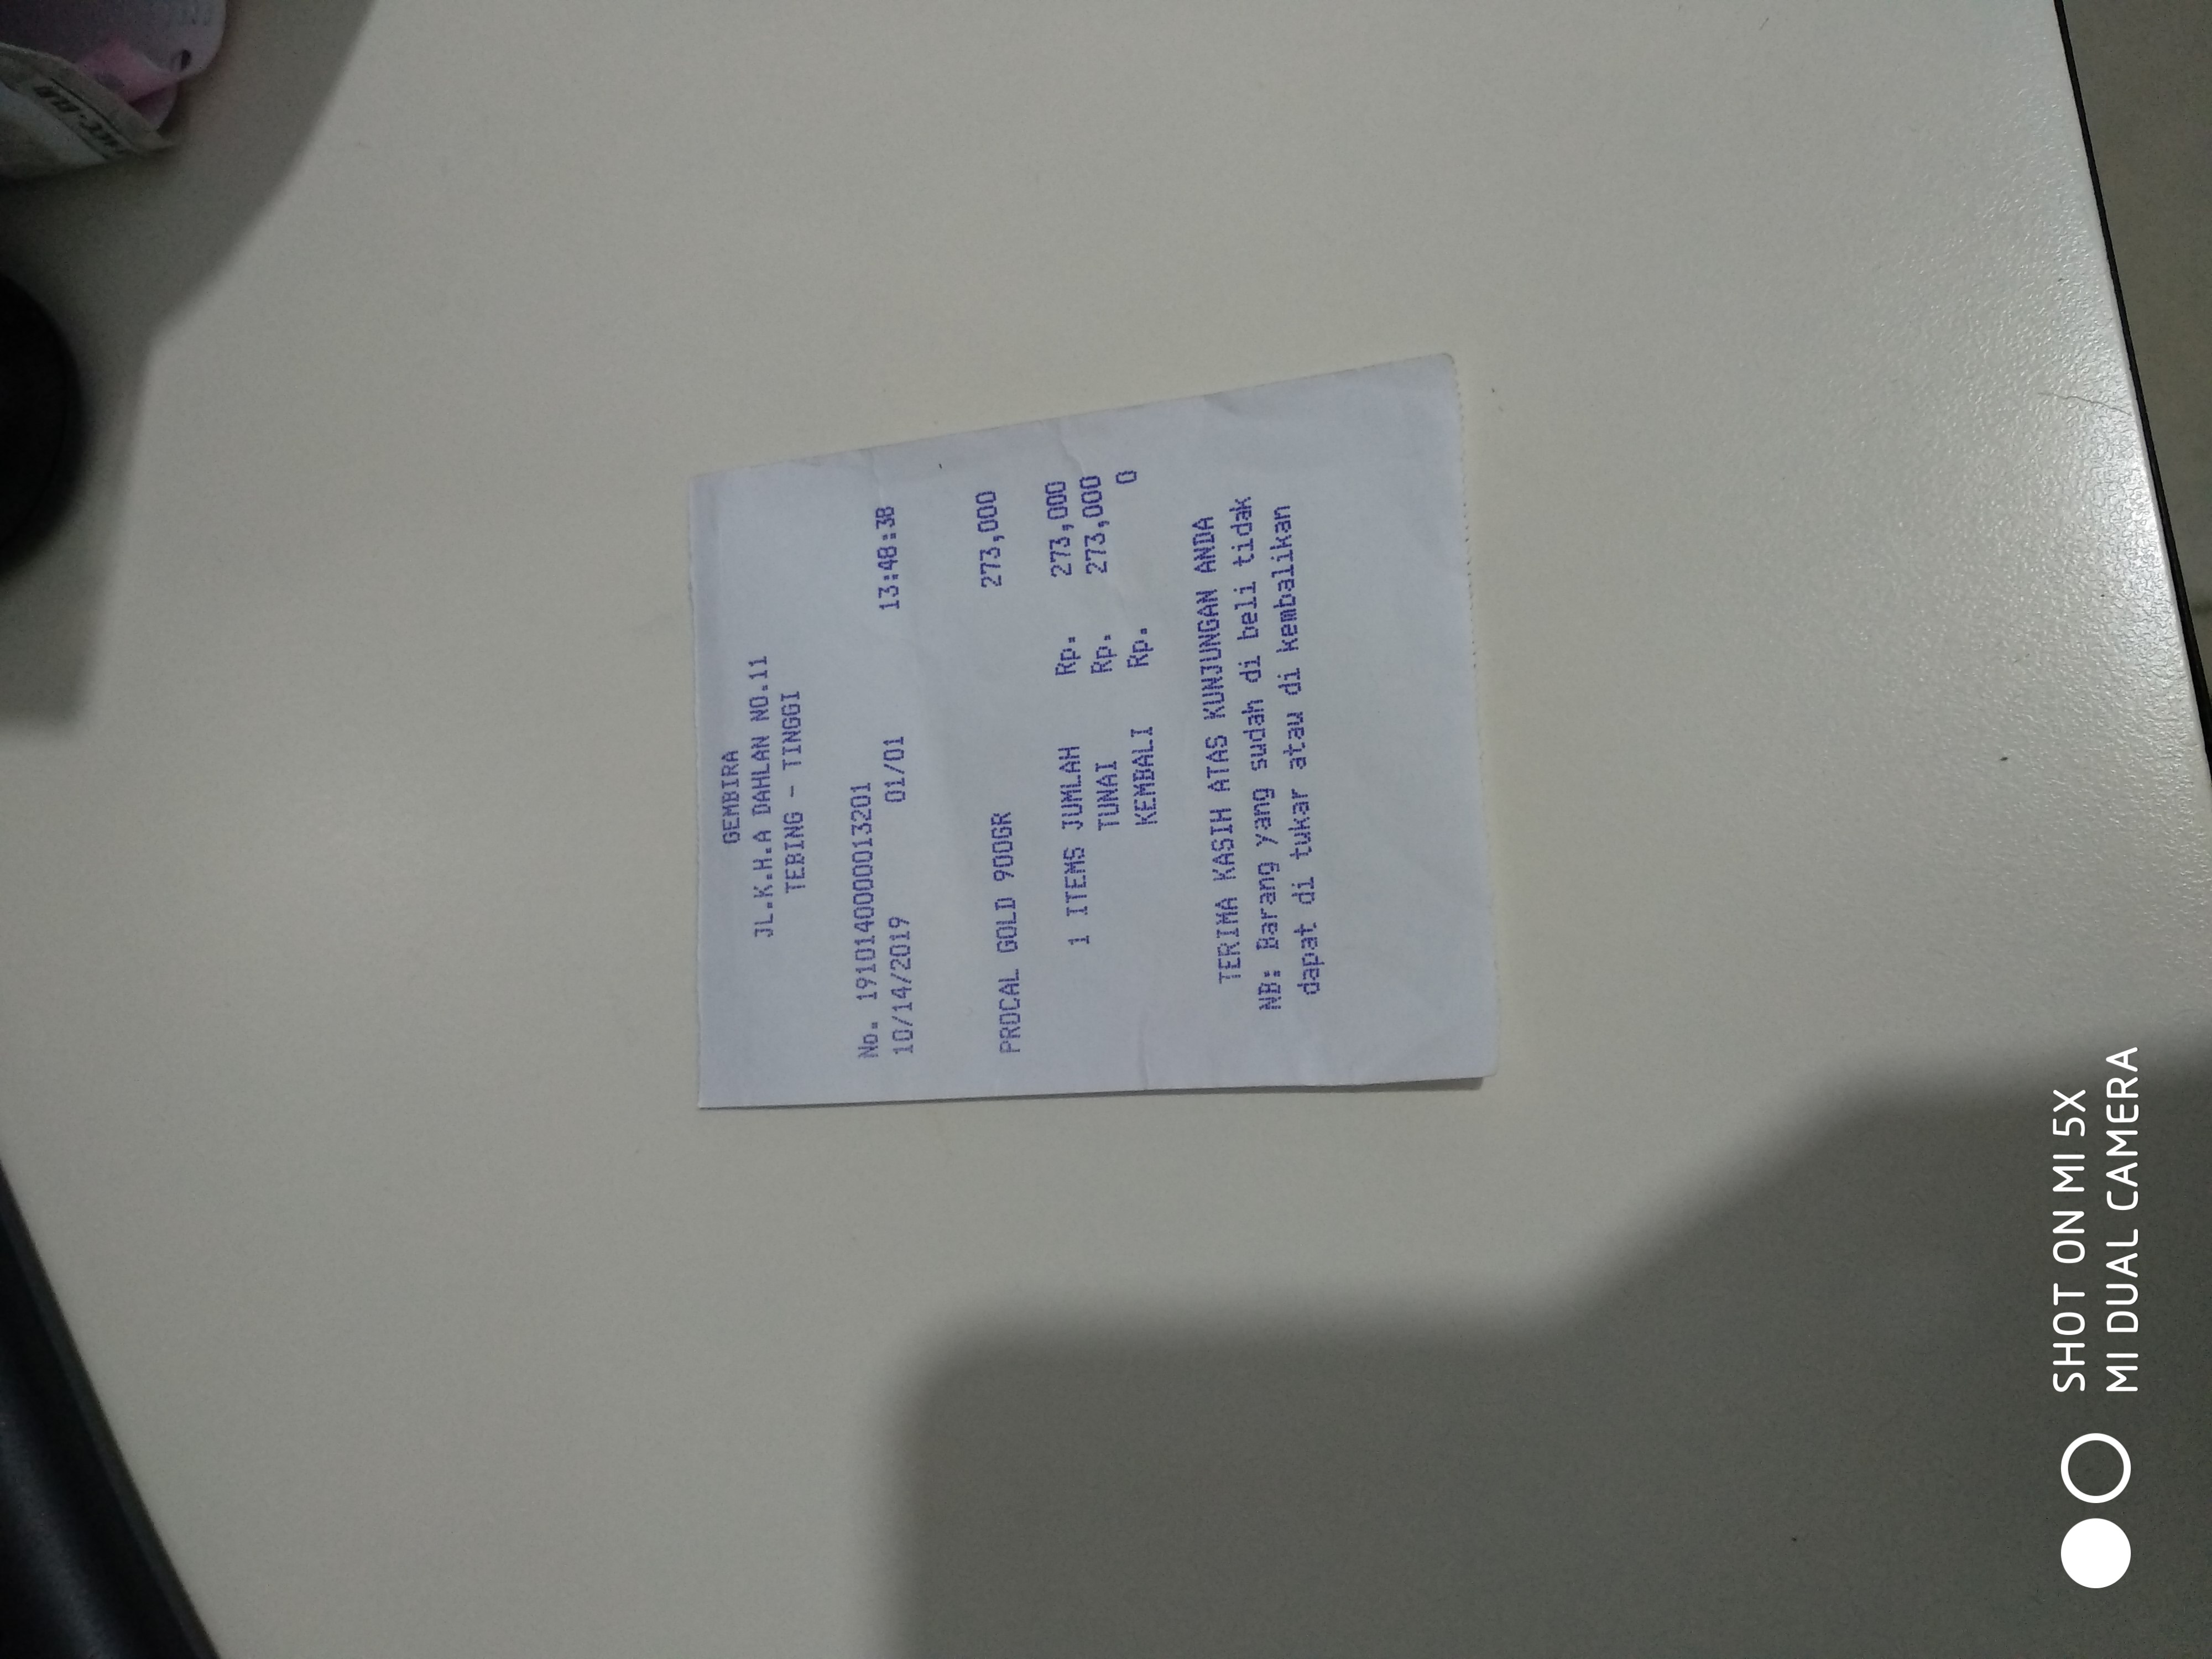 GEMBIRA
JL.K.H.A DAHLAN NO.11
TEBING - TINGGI
No. 1910140000013201
10/14/2019 01/01 13:48:38
PROCAL GOLD 900GR 273,000
1 ITEMS JUMLAH Rp. 273,000
TUNAI Rp. 273,000
KEMBALI Rp. 0
TERIMA KASIH ATAS KUNJUNGAN ANDA
NB: Barang yang sudah di beli tidak
dapat di tukar atau di kembalikan
SHOT ON MI 5X
MI DUAL CAMERA